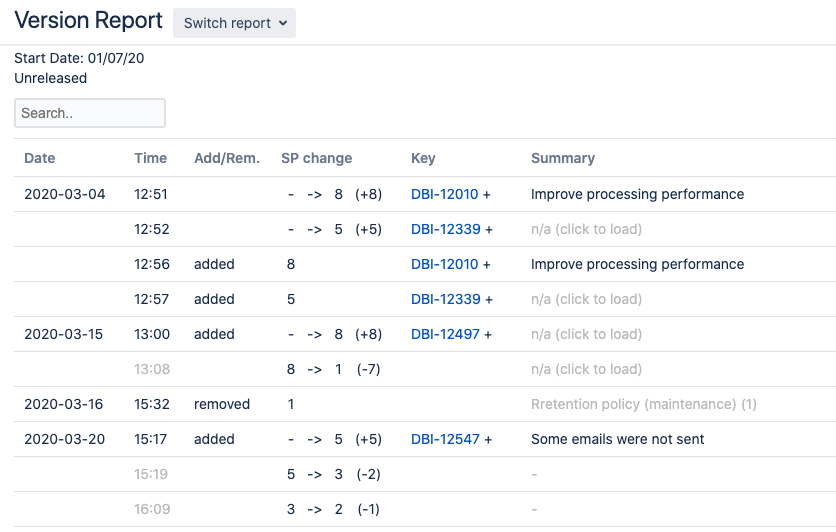 Version Report Switch report
Start Date: 01/07/20
Unreleased
Search..
Date Time Add/Rem. SP change Key Summary
2020-03-04 12:51 - -> 8 (+8) DBI-12010 + Improve processing performance
12:52 - -> 5 (+5) DBI-12339 + n/a (click to load)
12:56 added 8 DBI-12010 + Improve processing performance
12:57 added 5 DBI-12339 + n/a (click to load)
2020-03-15 13:00 added - -> 8 (+8) DBI-12497 + n/a (click to load)
13:08 8 -> 1 (-7) n/a (click to load)
2020-03-16 15:32 removed 1 Rretention policy (maintenance) (1)
2020-03-20 15:17 added - -> 5 (+5) DBI-12547 + Some emails were not sent
15:19 5 -> 3 (-2) -
16:09 3 -> 2 (-1) -